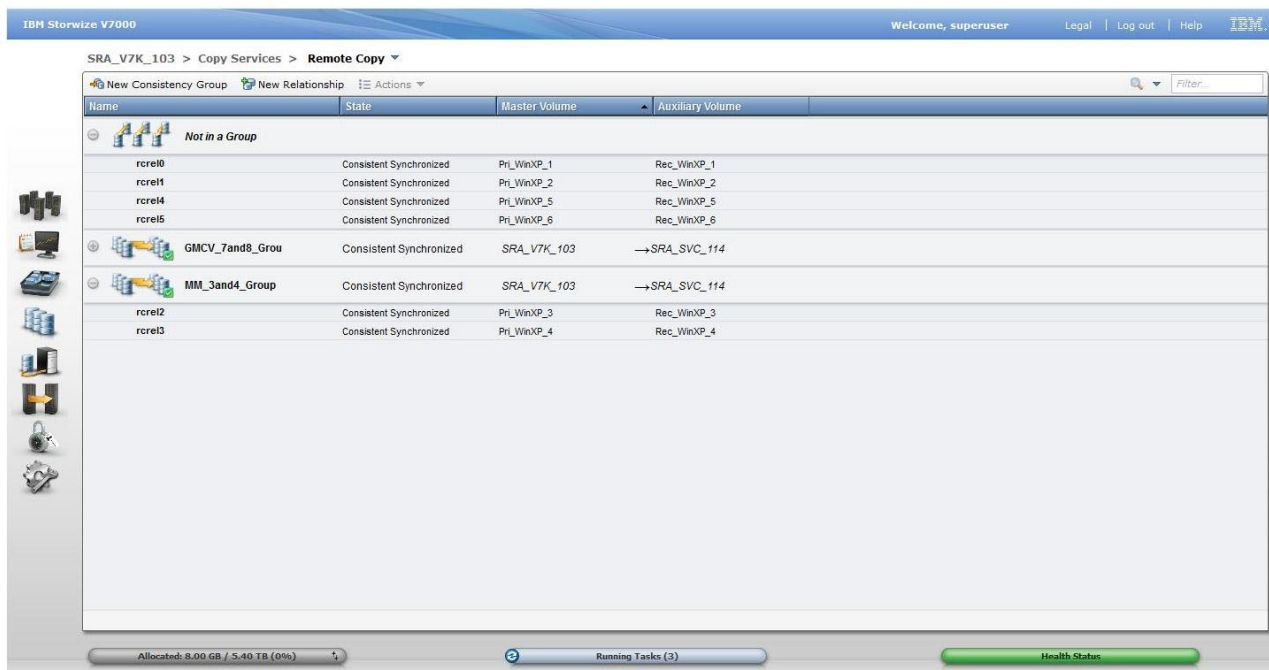 IBM Storwize V7000 Welcome, superuser Legal | Log out | Help IBM.
SRA_V7K_103 > Copy Services > Remote Copy
New Consistency Group New Relationship Actions Filter...
Name State Master Volume Auxiliary Volume
Not in a Group
rcrel0 Consistent Synchronized Pri_WinXP_1 Rec_WinXP_1
rcrel1 Consistent Synchronized Pri_WinXP_2 Rec_WinXP_2
rcrel4 Consistent Synchronized Pri_WinXP_5 Rec_WinXP_5
rcrel5 Consistent Synchronized Pri_WinXP_6 Rec_WinXP_6
GMCV_7and8_Grou Consistent Synchronized SRA_V7K_103 →SRA_SVC_114
MM_3and4_Group Consistent Synchronized SRA_V7K_103 →SRA_SVC_114
rcrel2 Consistent Synchronized Pri_WinXP_3 Rec_WinXP_3
rcrel3 Consistent Synchronized Pri_WinXP_4 Rec_WinXP_4
Allocated: 8.00 GB / 5.40 TB (0%) Running Tasks (3) Health Status